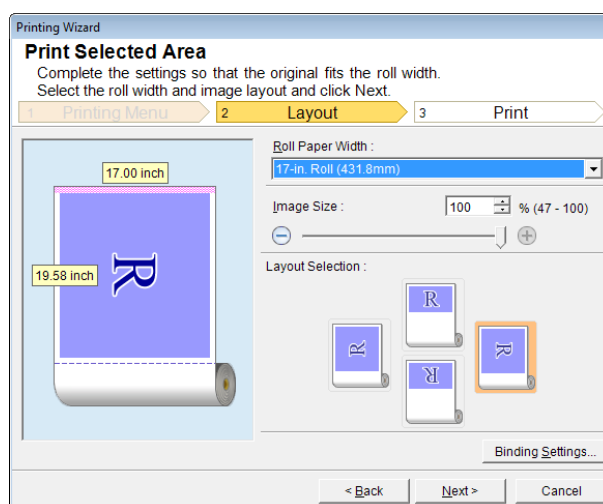 Printing Wizard
Print Selected Area
Complete the settings so that the original fits the roll width.
Select the roll width and image layout and click Next.
1 Printing Menu 2 Layout 3 Print
Roll Paper Width :
17-in. Roll (431.8mm)
17.00 inch
19.58 inch
R
Image Size :
100 % (47 - 100)
Layout Selection :
R
R
R
R
Binding Settings...
< Back Next > Cancel